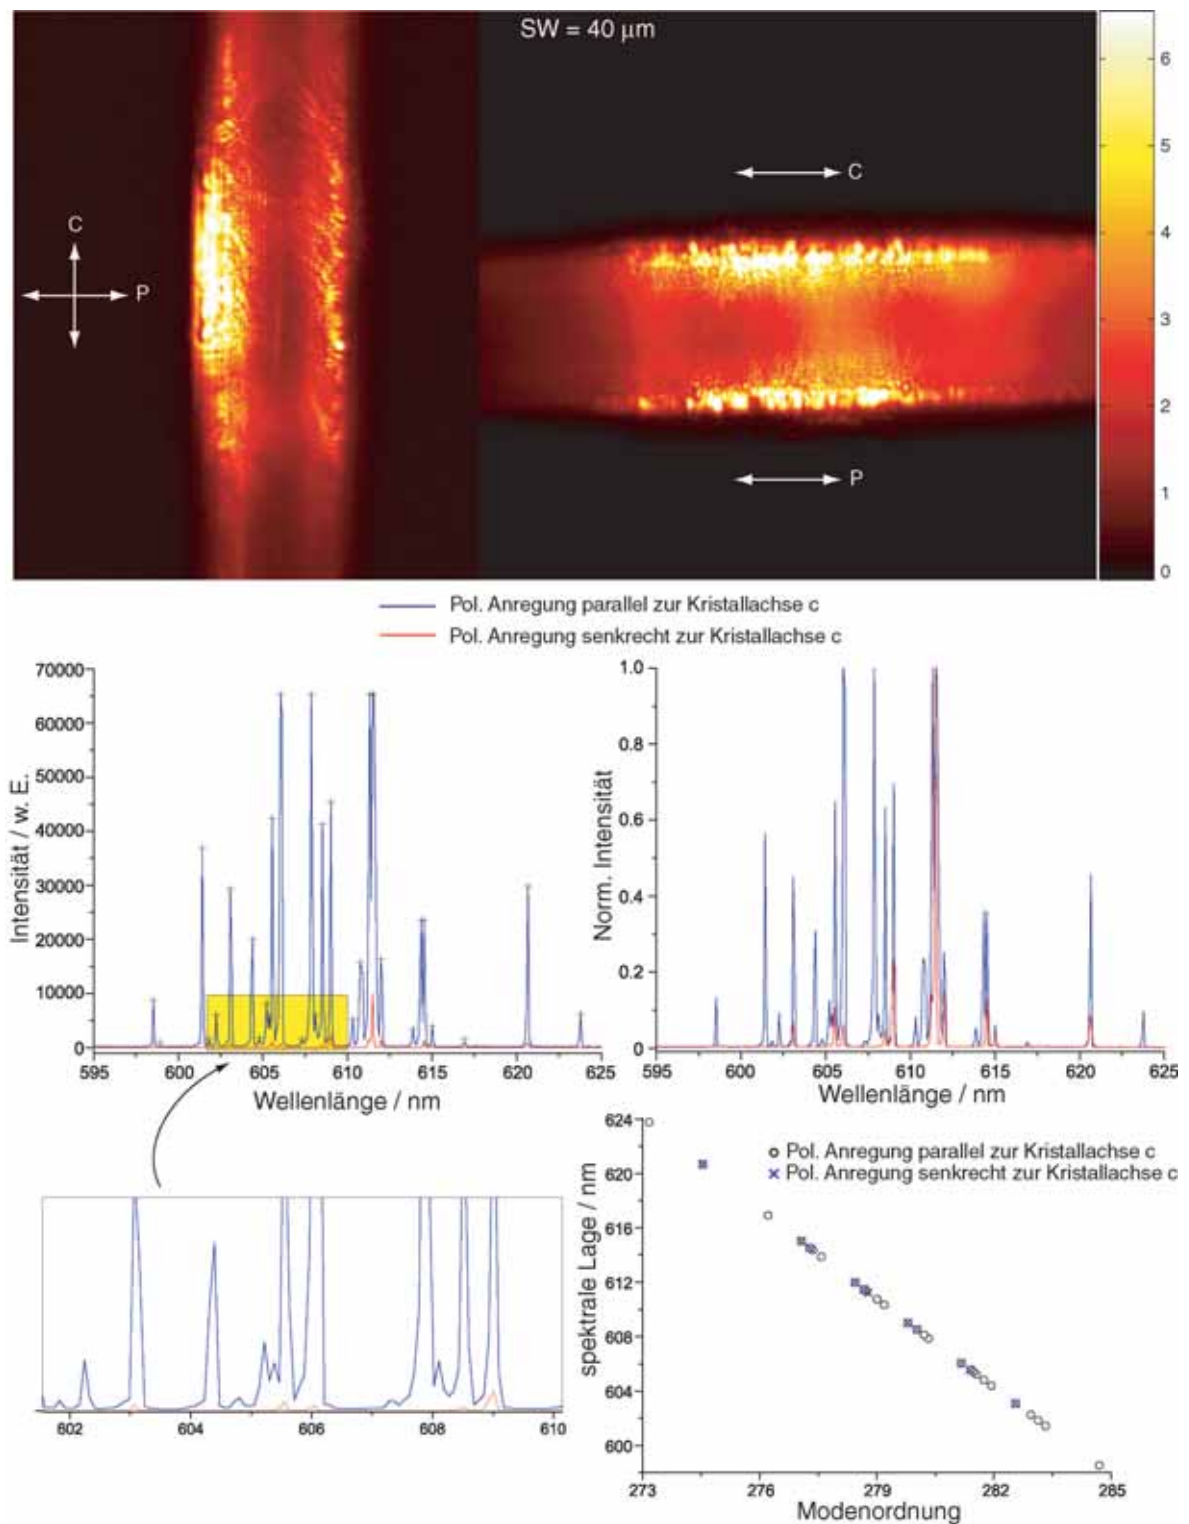 SW = 40 µm
6
5
4
3
2
1
0
C
P
C
P
Pol. Anregung parallel zur Kristallachse c
Pol. Anregung senkrecht zur Kristallachse c
Intensität / w. E.
70000
60000
50000
40000
30000
20000
10000
0
595 600 605 610 615 620 625
Wellenlänge / nm
Norm. Intensität
1.0
0.8
0.6
0.4
0.2
0
595 600 605 610 615 620 625
Wellenlänge / nm
602 604 606 608 610
spektrale Lage / nm
624
620
616
612
608
604
600
Pol. Anregung parallel zur Kristallachse c
Pol. Anregung senkrecht zur Kristallachse c
273 276 279 282 285
Modenordnung